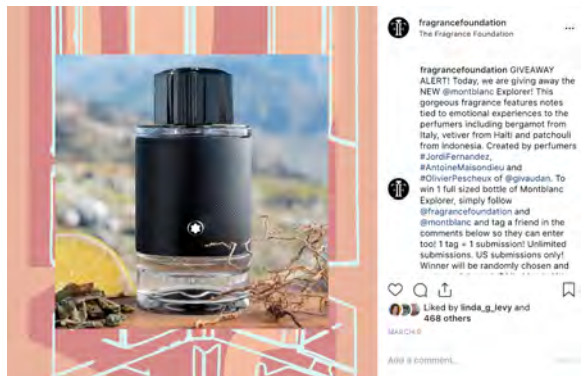 fragrancefoundation
The Fragrance Foundation
fragrancefoundation GIVEAWAY
ALERT! Today, we are giving away the
NEW @montblanc Explorer! This
gorgeous fragrance features notes
tied to emotional experiences to the
perfumers including bergamot from
Italy, vetiver from Haiti and patchouli
from Indonesia. Created by perfumers
#JordiFernandez,
#AntoineMaisondieu and
#OlivierPescheux of @givaudan. To
win 1 full sized bottle of Montblanc
Explorer, simply follow
@fragrancefoundation and
@montblanc and tag a friend in the
comments below so they can enter
too! 1 tag = 1 submission! Unlimited
submissions. US submissions only!
Winner will be randomly chosen and
Liked by linda_g_levy and
468 others
Add a comment...